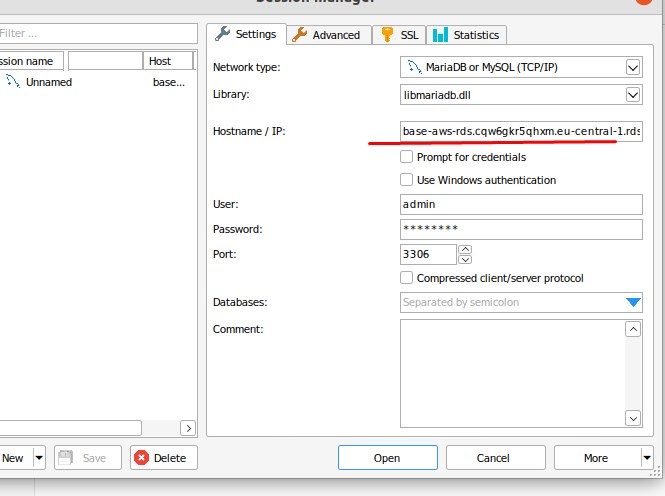 Session manager
Filter ...
Settings
Advanced
SSL
Statistics
ssion name
Host
Unnamed
base...
Network type:
MariaDB or MySQL (TCP/IP)
Library:
libmariadb.dll
Hostname / IP:
base-aws-rds.cqw6gkr5qhxm.eu-central-1.rds
Prompt for credentials
Use Windows authentication
User:
admin
Password:
********
Port:
3306
Compressed client/server protocol
Databases:
Separated by semicolon
Comment:
New
Save
Delete
Open
Cancel
More